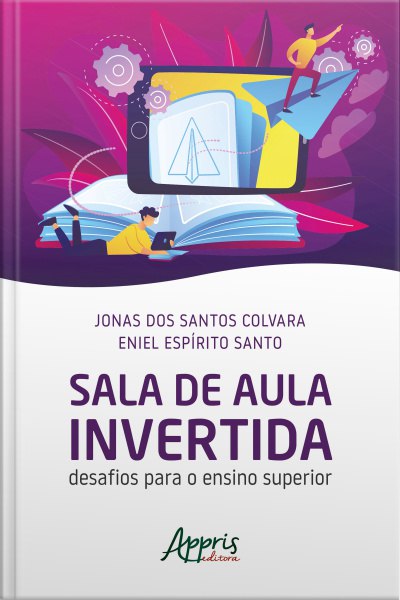 JONAS DOS SANTOS COLVARA
ENIEL ESPÍRITO SANTO
SALA DE AULA
INVERTIDA
desafios para o ensino superior
Appris
editora